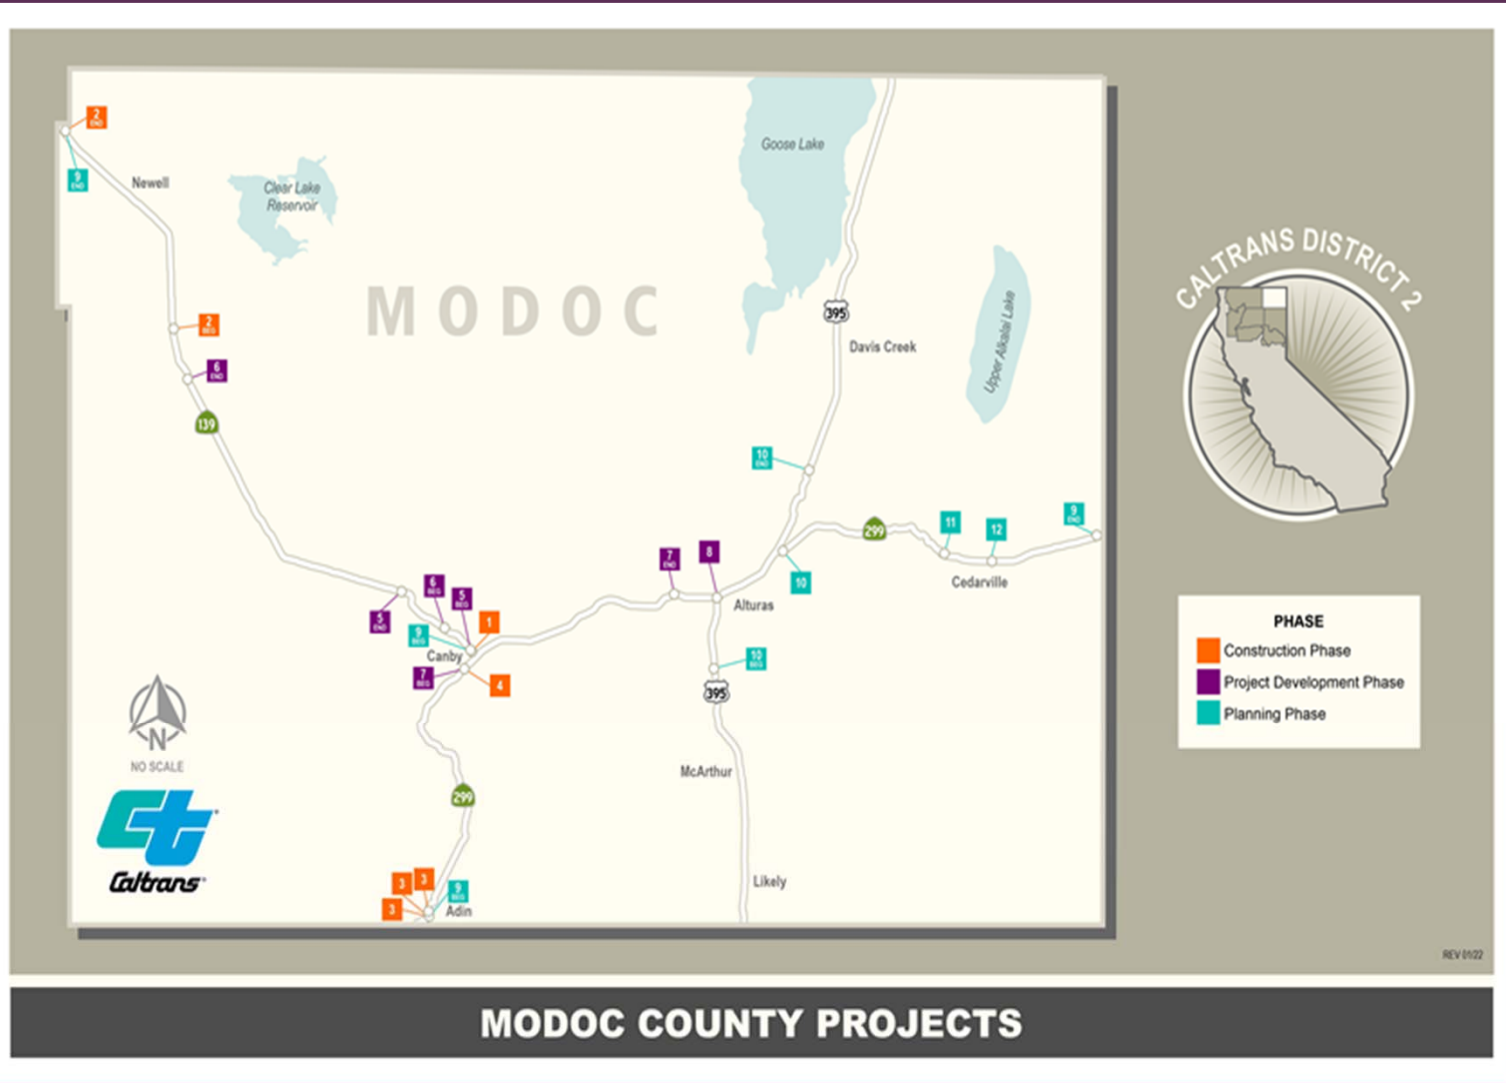 2
END
9
END
Newell
Clear Lake
Reservoir
Goose Lake
MODOC
2
BEG
6
END
139
395
Davis Creek
Upper Alkalai Lake
10
END
299
11
12
9
END
Cedarville
7
END
8
10
Alturas
6
BEG
5
BEG
5
END
9
BEG
1
Canby
7
BEG
4
10
BEG
395
N
NO SCALE
McArthur
299
Ct
Caltrans
Likely
3
3
3
9
BEG
Adin
CALTRANS DISTRICT 2
PHASE
Construction Phase
Project Development Phase
Planning Phase
REV 01/22
MODOC COUNTY PROJECTS